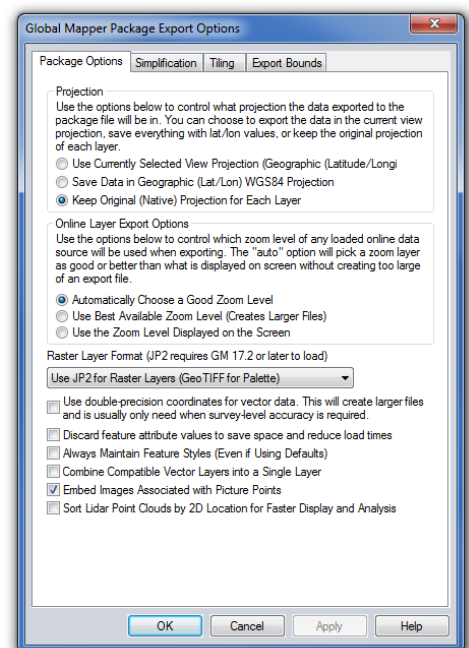 Global Mapper Package Export Options
Package Options Simplification Tiling Export Bounds
Projection
Use the options below to control what projection the data exported to the
package file will be in. You can choose to export the data in the current view
projection, save everything with lat/lon values, or keep the original projection
of each layer.
Use Currently Selected View Projection (Geographic (Latitude/Longi
Save Data in Geographic (Lat/Lon) WGS84 Projection
Keep Original (Native) Projection for Each Layer
Online Layer Export Options
Use the options below to control which zoom level of any loaded online data
source will be used when exporting. The "auto" option will pick a zoom layer
as good or better than what is displayed on screen without creating too large
of an export file.
Automatically Choose a Good Zoom Level
Use Best Available Zoom Level (Creates Larger Files)
Use the Zoom Level Displayed on the Screen
Raster Layer Format (JP2 requires GM 17.2 or later to load)
Use JP2 for Raster Layers (GeoTIFF for Palette)
Use double-precision coordinates for vector data. This will create larger files
and is usually only need when survey-level accuracy is required.
Discard feature attribute values to save space and reduce load times
Always Maintain Feature Styles (Even if Using Defaults)
Combine Compatible Vector Layers into a Single Layer
Embed Images Associated with Picture Points
Sort Lidar Point Clouds by 2D Location for Faster Display and Analysis
OK Cancel Apply Help